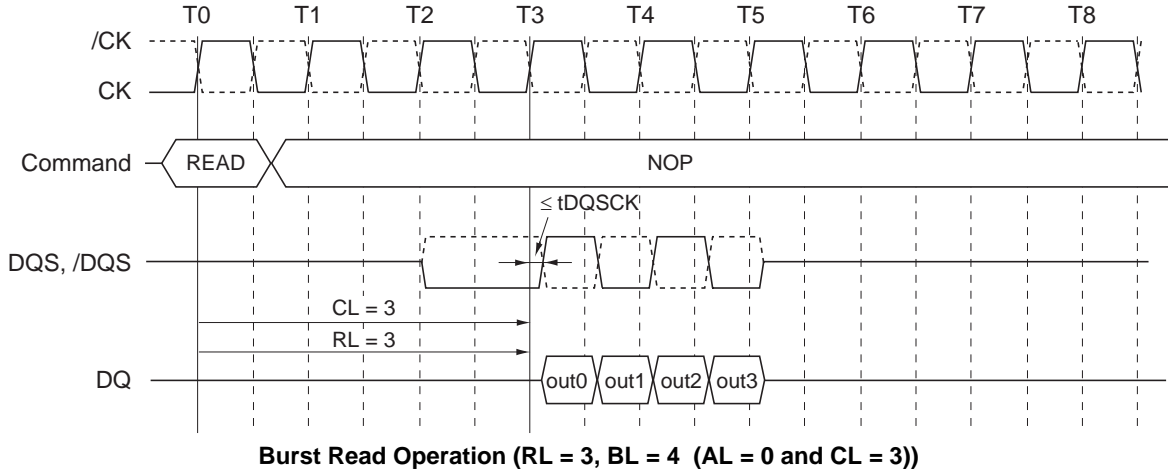 T0 T1 T2 T3 T4 T5 T6 T7 T8
/CK
CK
Command READ NOP
≤ tDQSCK
DQS, /DQS
CL = 3
RL = 3
DQ out0 out1 out2 out3
Burst Read Operation (RL = 3, BL = 4 (AL = 0 and CL = 3))